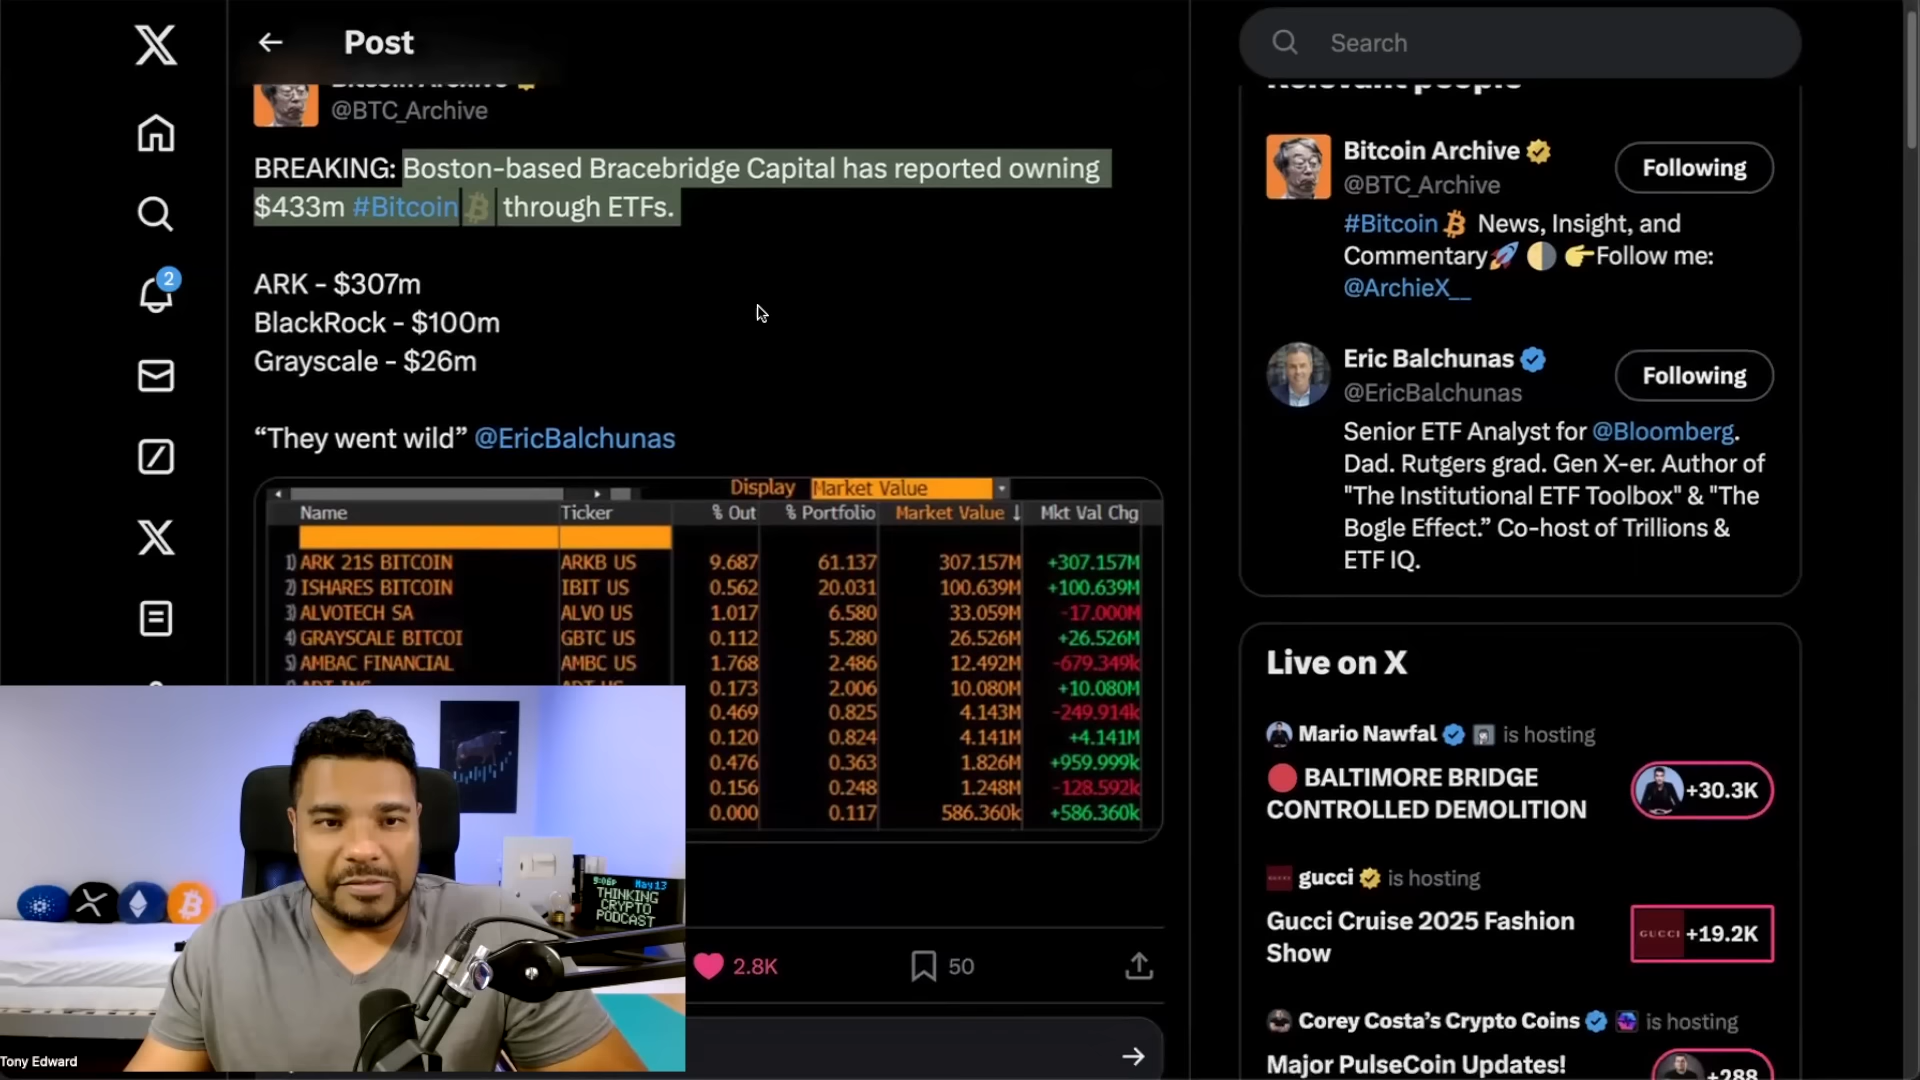 Post
Search
@BTC_Archive
BREAKING: Boston-based Bracebridge Capital has reported owning
$433m #Bitcoin through ETFs.
ARK - $307m
BlackRock - $100m
Grayscale - $26m
“They went wild” @EricBalchunas
Display Market Value
Name Ticker % Out % Portfolio Market Value ↓ Mkt Val Chg
1) ARK 21S BITCOIN ARKB US 9.687 61.137 307.157M +307.157M
2) ISHARES BITCOIN IBIT US 0.562 20.031 100.639M +100.639M
3) ALVOTECH SA ALVO US 1.017 6.580 33.059M -17.000M
4) GRAYSCALE BITCOI GBTC US 0.112 5.280 26.526M +26.526M
5) AMBAC FINANCIAL AMBC US 1.768 2.486 12.492M -679.349k
0.173 2.006 10.080M +10.080M
0.469 0.825 4.143M -249.914k
0.120 0.824 4.141M +4.141M
0.476 0.363 1.826M +959.999k
0.156 0.248 1.248M -128.592k
0.000 0.117 586.360k +586.360k
2.8K
50
2
9:06P May13
THINKING
CRYPTO
PODCAST
Tony Edward
Relevant people
Bitcoin Archive
Following
@BTC_Archive
#Bitcoin News, Insight, and
Commentary Follow me:
@ArchieX__
Eric Balchunas
Following
@EricBalchunas
Senior ETF Analyst for @Bloomberg.
Dad. Rutgers grad. Gen X-er. Author of
"The Institutional ETF Toolbox" & "The
Bogle Effect.” Co-host of Trillions &
ETF IQ.
Live on X
Mario Nawfal is hosting
BALTIMORE BRIDGE
CONTROLLED DEMOLITION
+30.3K
gucci is hosting
Gucci Cruise 2025 Fashion
Show
GUCCI +19.2K
Corey Costa’s Crypto Coins is hosting
Major PulseCoin Updates!
+288